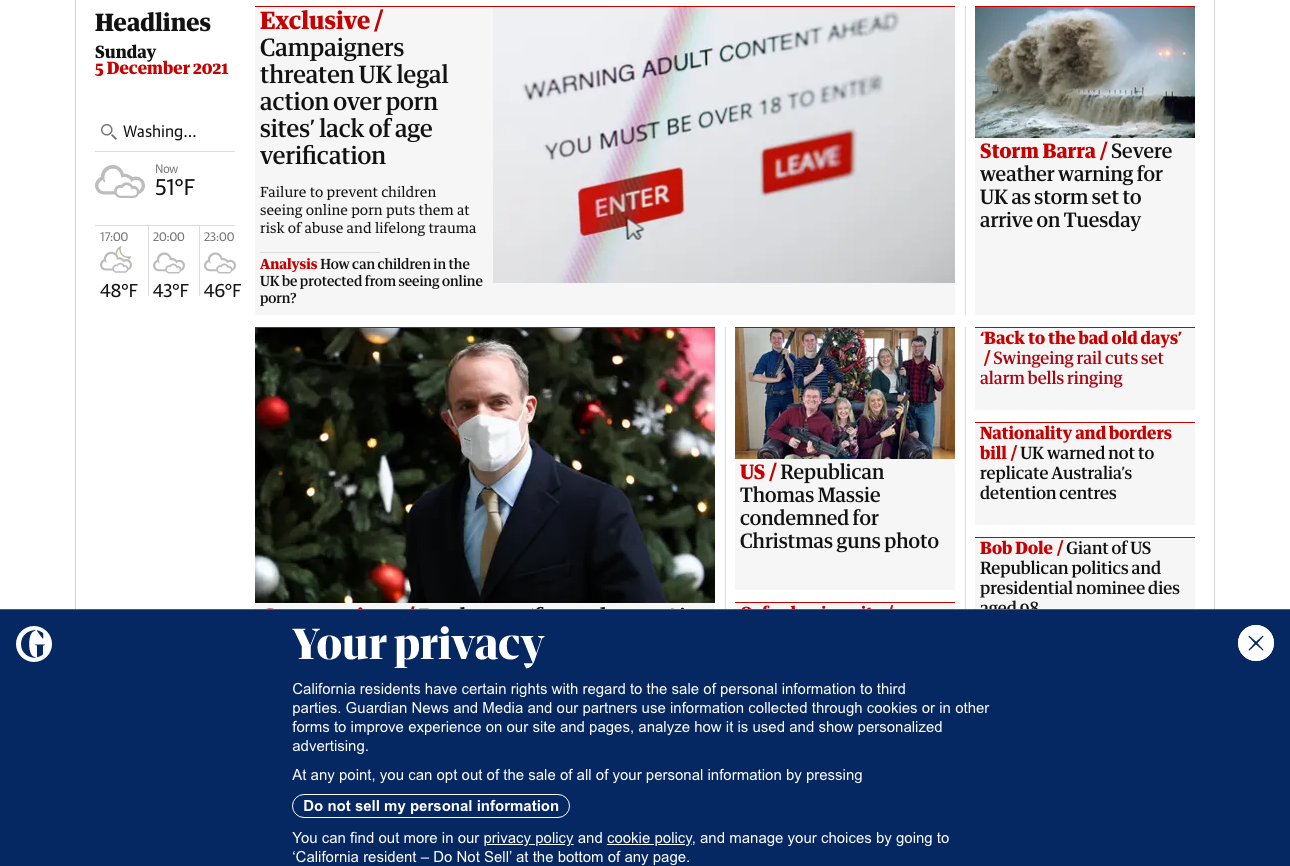 Headlines
Sunday
5 December 2021
Washing...
Now
51°F
17:00
20:00
23:00
48°F
43°F
46°F
Exclusive /
Campaigners
threaten UK legal
action over porn
sites’ lack of age
verification
Failure to prevent children
seeing online porn puts them at
risk of abuse and lifelong trauma
Analysis How can children in the
UK be protected from seeing online
porn?
WARNING ADULT CONTENT AHEAD
YOU MUST BE OVER 18 TO ENTER
ENTER
LEAVE
Storm Barra / Severe
weather warning for
UK as storm set to
arrive on Tuesday
US / Republican
Thomas Massie
condemned for
Christmas guns photo
‘Back to the bad old days’
/ Swingeing rail cuts set
alarm bells ringing
Nationality and borders
bill / UK warned not to
replicate Australia’s
detention centres
Bob Dole / Giant of US
Republican politics and
presidential nominee dies
aged 98
G
Your privacy
California residents have certain rights with regard to the sale of personal information to third
parties. Guardian News and Media and our partners use information collected through cookies or in other
forms to improve experience on our site and pages, analyze how it is used and show personalized
advertising.
At any point, you can opt out of the sale of all of your personal information by pressing
Do not sell my personal information
You can find out more in our privacy policy and cookie policy, and manage your choices by going to
‘California resident – Do Not Sell’ at the bottom of any page.